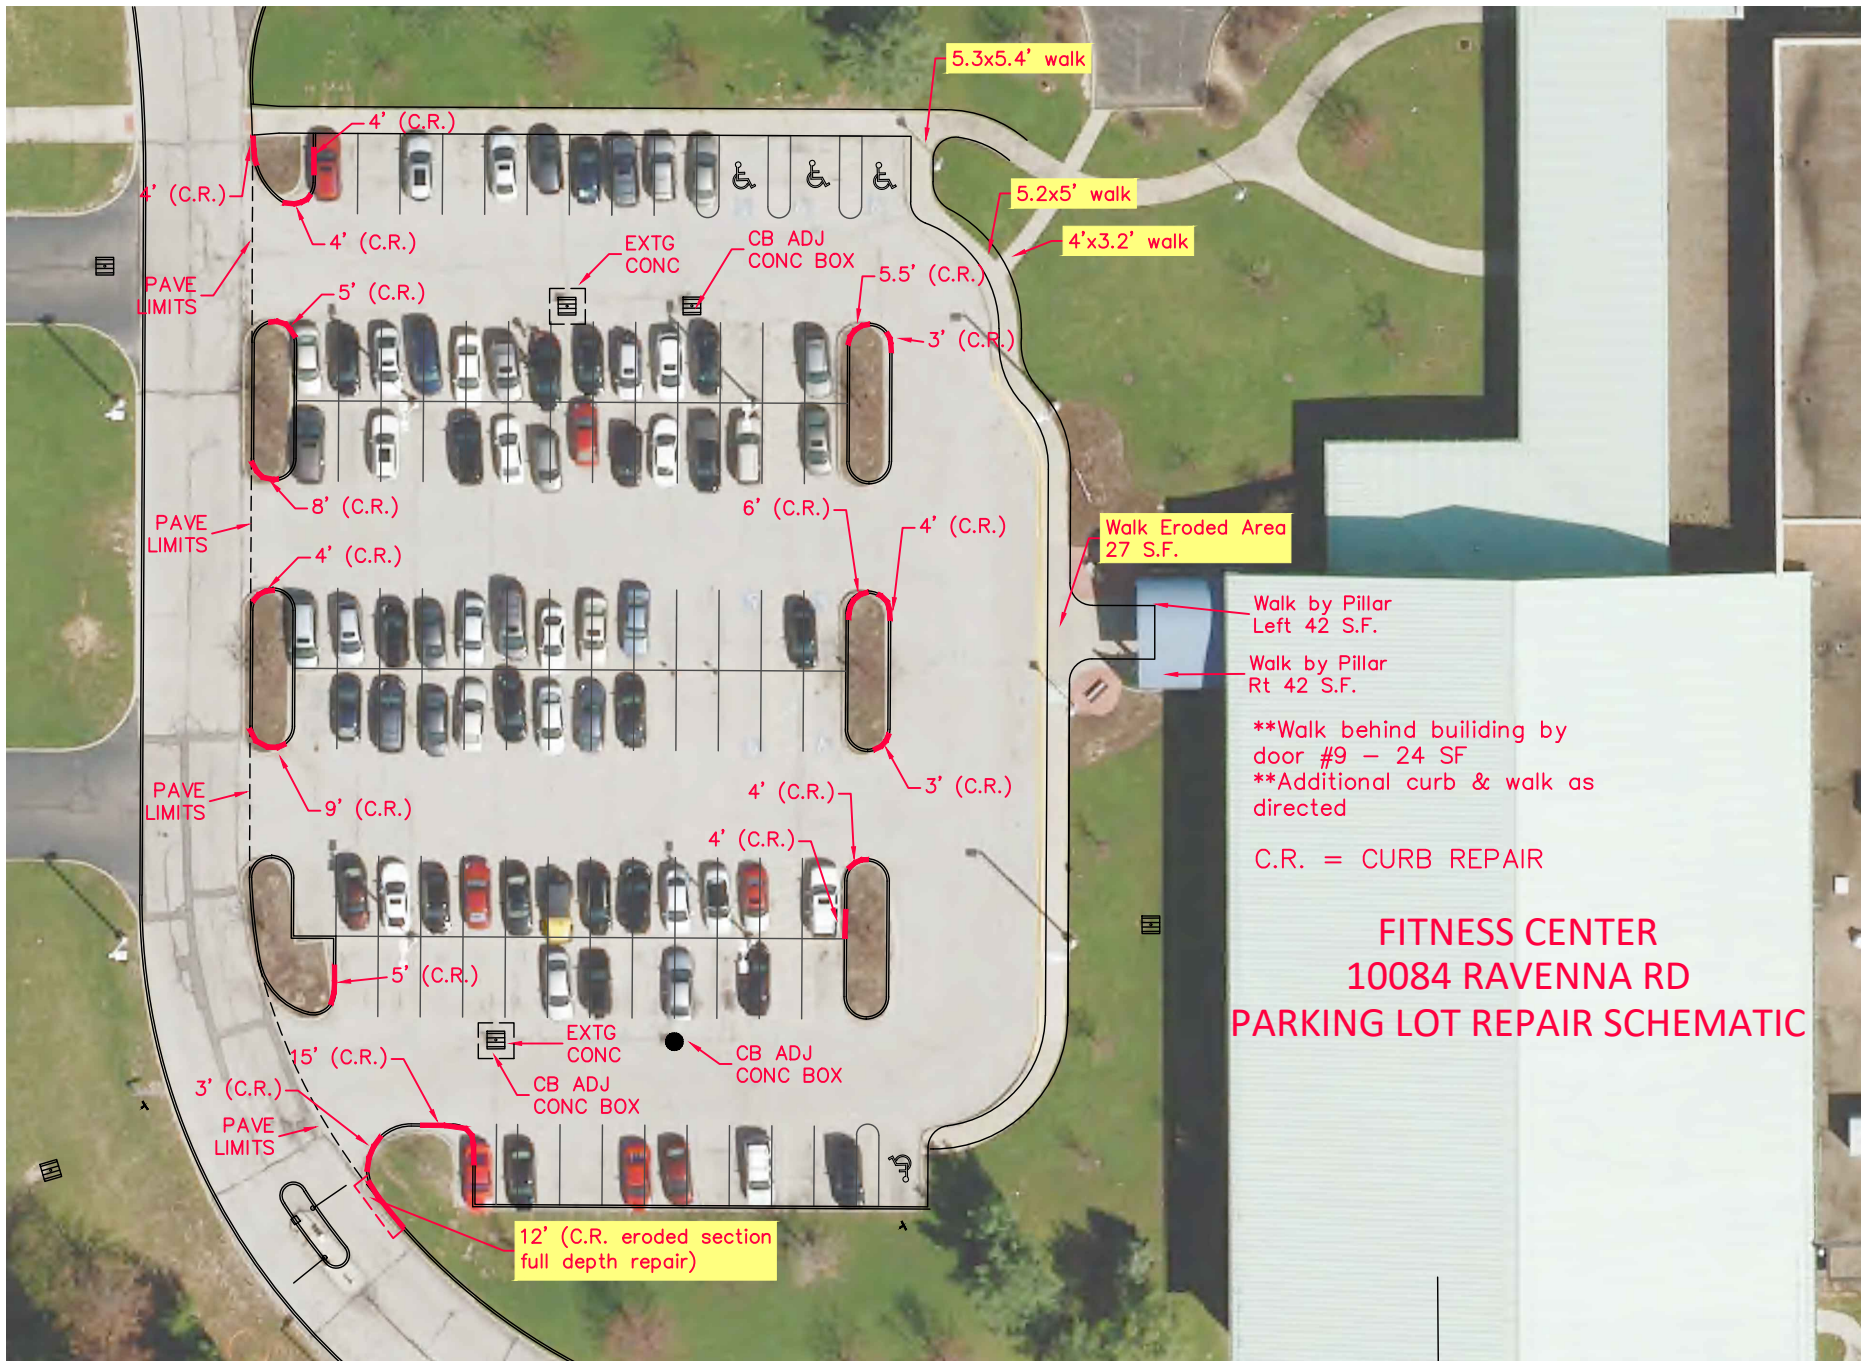 5.3x5.4' walk
4' (C.R.)
4' (C.R.)
4' (C.R.)
5.2x5' walk
4'x3.2' walk
EXTG
CONC
CB ADJ
CONC BOX
PAVE
LIMITS
5' (C.R.)
5.5' (C.R.)
3' (C.R.)
8' (C.R.)
6' (C.R.)
4' (C.R.)
PAVE
LIMITS
Walk Eroded Area
27 S.F.
4' (C.R.)
Walk by Pillar
Left 42 S.F.
Walk by Pillar
Rt 42 S.F.
**Walk behind builiding by
door #9 – 24 SF
**Additional curb & walk as
directed
PAVE
LIMITS
9' (C.R.)
3' (C.R.)
4' (C.R.)
4' (C.R.)
C.R. = CURB REPAIR
FITNESS CENTER
10084 RAVENNA RD
PARKING LOT REPAIR SCHEMATIC
5' (C.R.)
EXTG
CONC
CB ADJ
CONC BOX
CB ADJ
CONC BOX
15' (C.R.)
3' (C.R.)
PAVE
LIMITS
12' (C.R. eroded section
full depth repair)